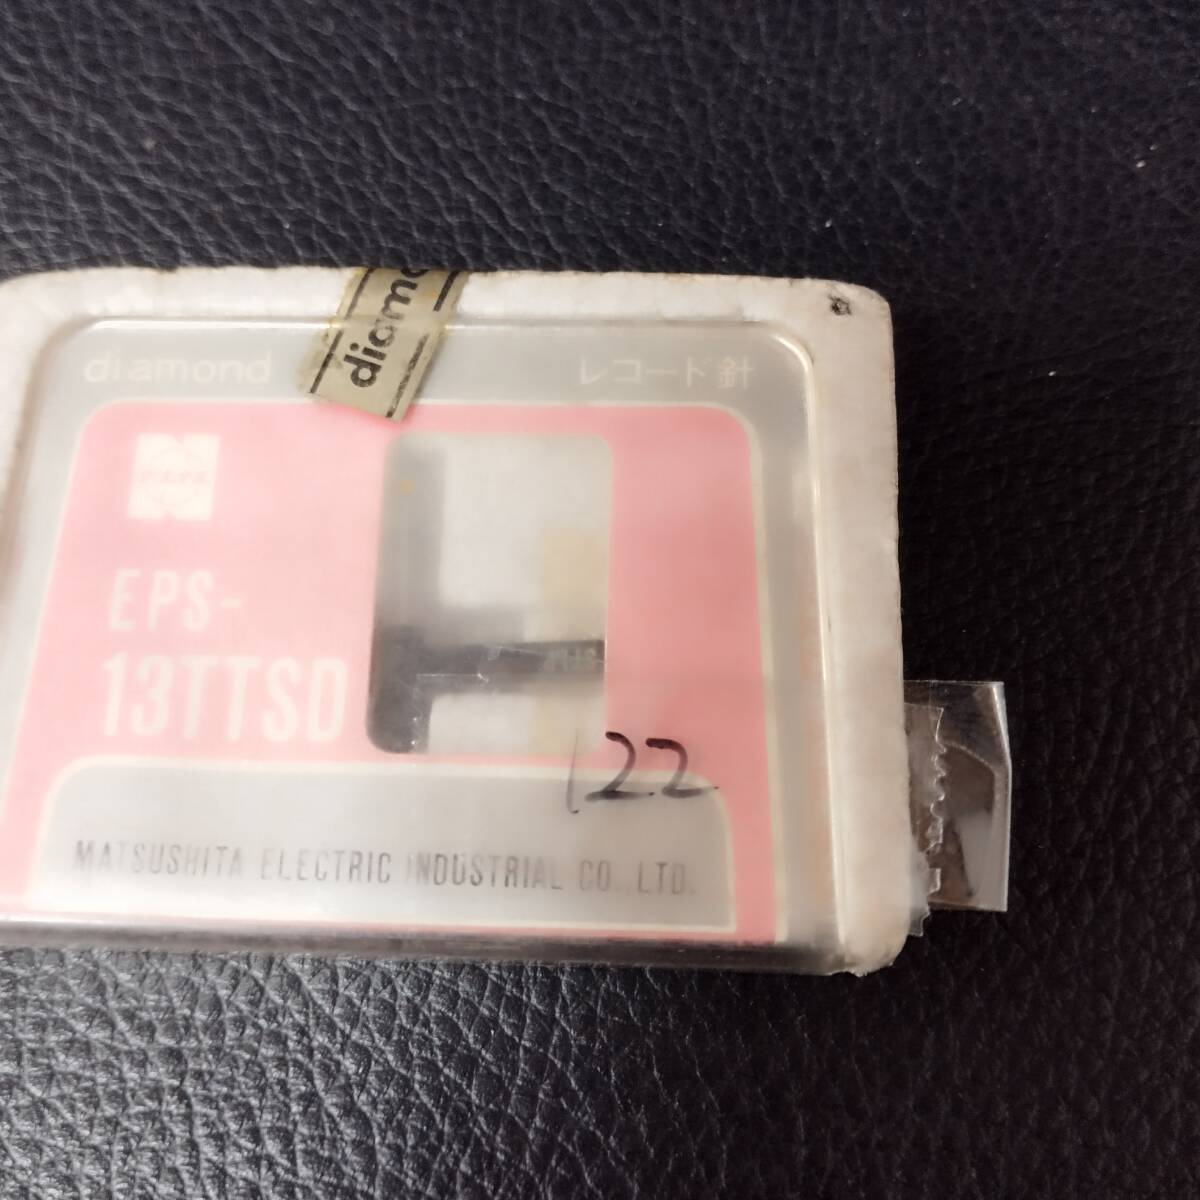 diamo
diamond レコード針
EPS-
13TTSD
122
MATSUSHITA ELECTRIC INDUSTRIAL CO., LTD.